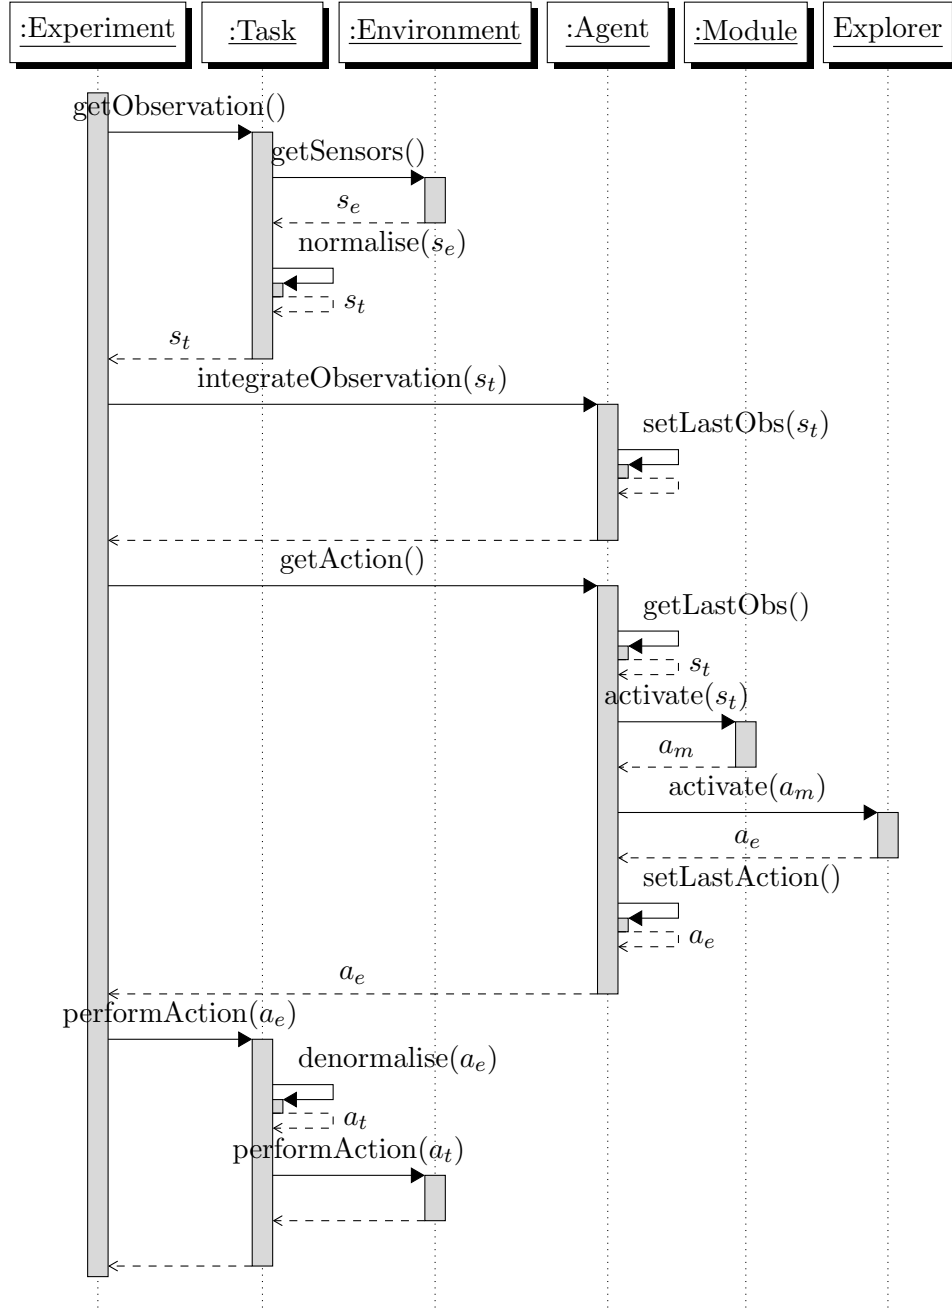 :Experiment :Task :Environment :Agent :Module Explorer
getObservation()
getSensors()
s_e
normalise(s_e)
s_t
s_t
integrateObservation(s_t)
setLastObs(s_t)
getAction()
getLastObs()
s_t
activate(s_t)
a_m
activate(a_m)
a_e
setLastAction()
a_e
a_e
performAction(a_e)
denormalise(a_e)
a_t
performAction(a_t)